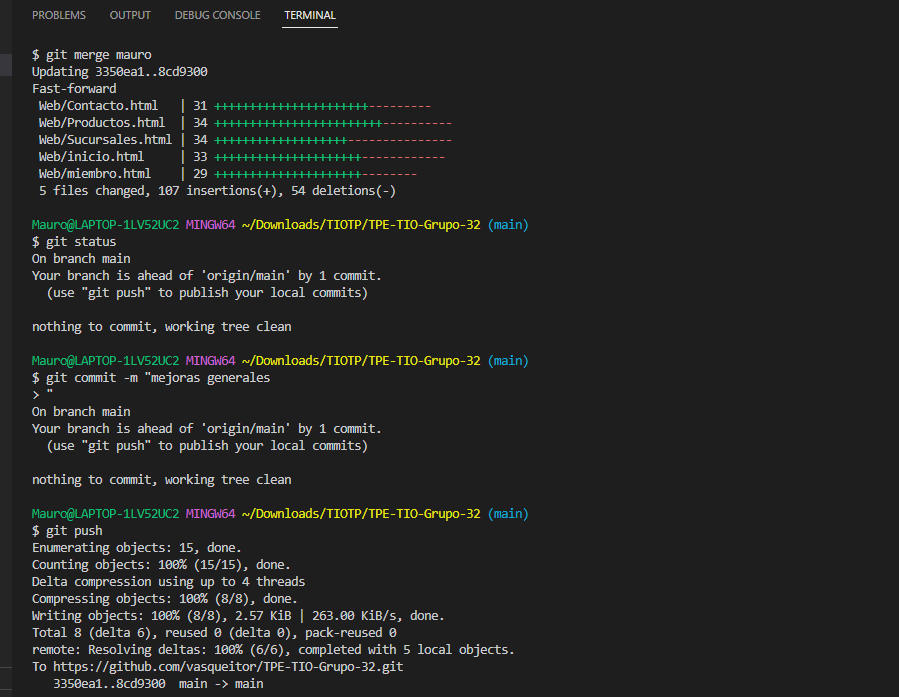 PROBLEMS OUTPUT DEBUG CONSOLE TERMINAL
$ git merge mauro
Updating 3350ea1..8cd9300
Fast-forward
 Web/Contacto.html   | 31 ++++++++++++++++++++++---------
 Web/Productos.html  | 34 ++++++++++++++++++++++++----------
 Web/Sucursales.html | 34 +++++++++++++++++++---------------
 Web/inicio.html     | 33 +++++++++++++++++++++------------
 Web/miembro.html    | 29 +++++++++++++++++++++--------
 5 files changed, 107 insertions(+), 54 deletions(-)
Mauro@LAPTOP-1LV52UC2 MINGW64 ~/Downloads/TIOTP/TPE-TIO-Grupo-32 (main)
$ git status
On branch main
Your branch is ahead of 'origin/main' by 1 commit.
  (use "git push" to publish your local commits)
nothing to commit, working tree clean
Mauro@LAPTOP-1LV52UC2 MINGW64 ~/Downloads/TIOTP/TPE-TIO-Grupo-32 (main)
$ git commit -m "mejoras generales
> "
On branch main
Your branch is ahead of 'origin/main' by 1 commit.
  (use "git push" to publish your local commits)
nothing to commit, working tree clean
Mauro@LAPTOP-1LV52UC2 MINGW64 ~/Downloads/TIOTP/TPE-TIO-Grupo-32 (main)
$ git push
Enumerating objects: 15, done.
Counting objects: 100% (15/15), done.
Delta compression using up to 4 threads
Compressing objects: 100% (8/8), done.
Writing objects: 100% (8/8), 2.57 KiB | 263.00 KiB/s, done.
Total 8 (delta 6), reused 0 (delta 0), pack-reused 0
remote: Resolving deltas: 100% (6/6), completed with 5 local objects.
To https://github.com/vasqueitor/TPE-TIO-Grupo-32.git
   3350ea1..8cd9300  main -> main